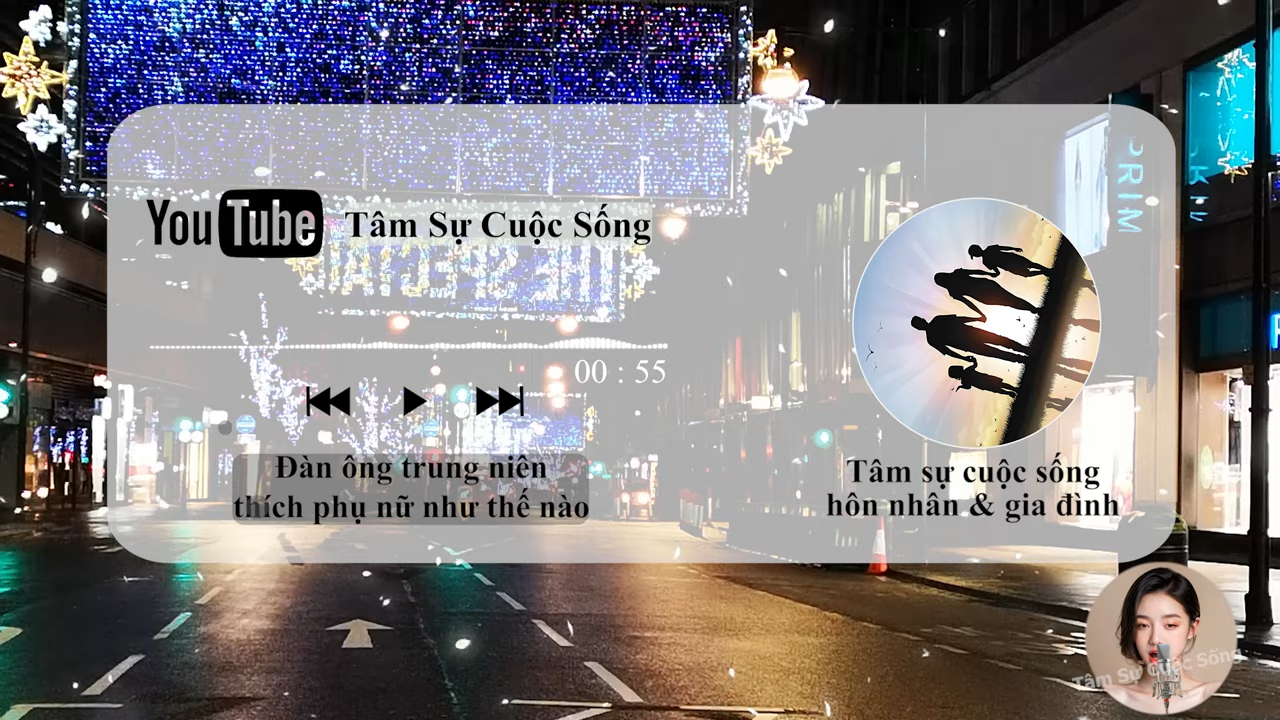 YouTube Tâm Sự Cuộc Sống
00 : 55
Đàn ông trung niên
thích phụ nữ như thế nào
Tâm sự cuộc sống
hôn nhân & gia đình
Tâm Sự Cuộc Sống
PRIM